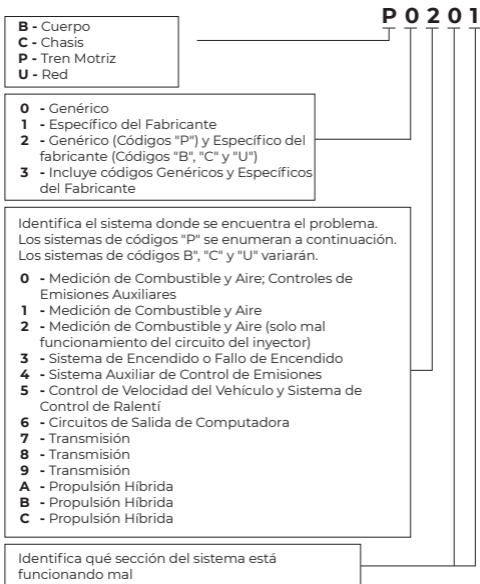 P 0 2 0 1
B - Cuerpo
C - Chasis
P - Tren Motriz
U - Red
0 - Genérico
1 - Específico del Fabricante
2 - Genérico (Códigos "P") y Específico del
fabricante (Códigos "B", "C" y "U")
3 - Incluye códigos Genéricos y Específicos
del Fabricante
Identifica el sistema donde se encuentra el problema.
Los sistemas de códigos "P" se enumeran a continuación.
Los sistemas de códigos B", "C" y "U" variarán.
0 - Medición de Combustible y Aire; Controles de
Emisiones Auxiliares
1 - Medición de Combustible y Aire
2 - Medición de Combustible y Aire (solo mal
funcionamiento del circuito del inyector)
3 - Sistema de Encendido o Fallo de Encendido
4 - Sistema Auxiliar de Control de Emisiones
5 - Control de Velocidad del Vehículo y Sistema de
Control de Ralentí
6 - Circuitos de Salida de Computadora
7 - Transmisión
8 - Transmisión
9 - Transmisión
A - Propulsión Híbrida
B - Propulsión Híbrida
C - Propulsión Híbrida
Identifica qué sección del sistema está
funcionando mal